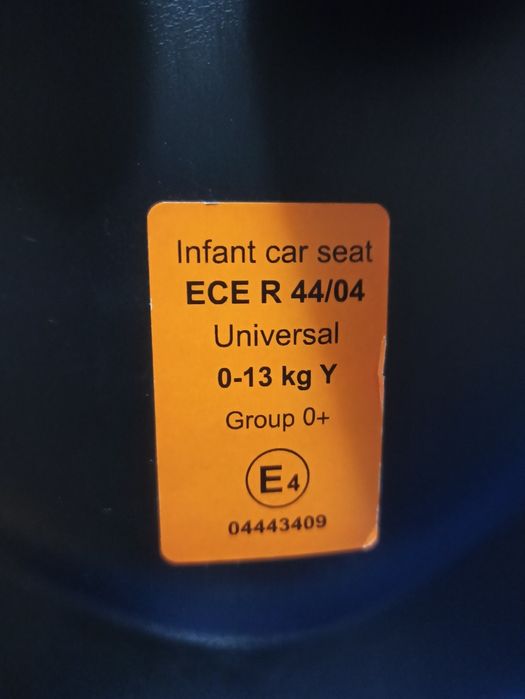 Infant car seat
ECE R 44/04
Universal
0-13 kg Y
Group 0+
E4
04443409